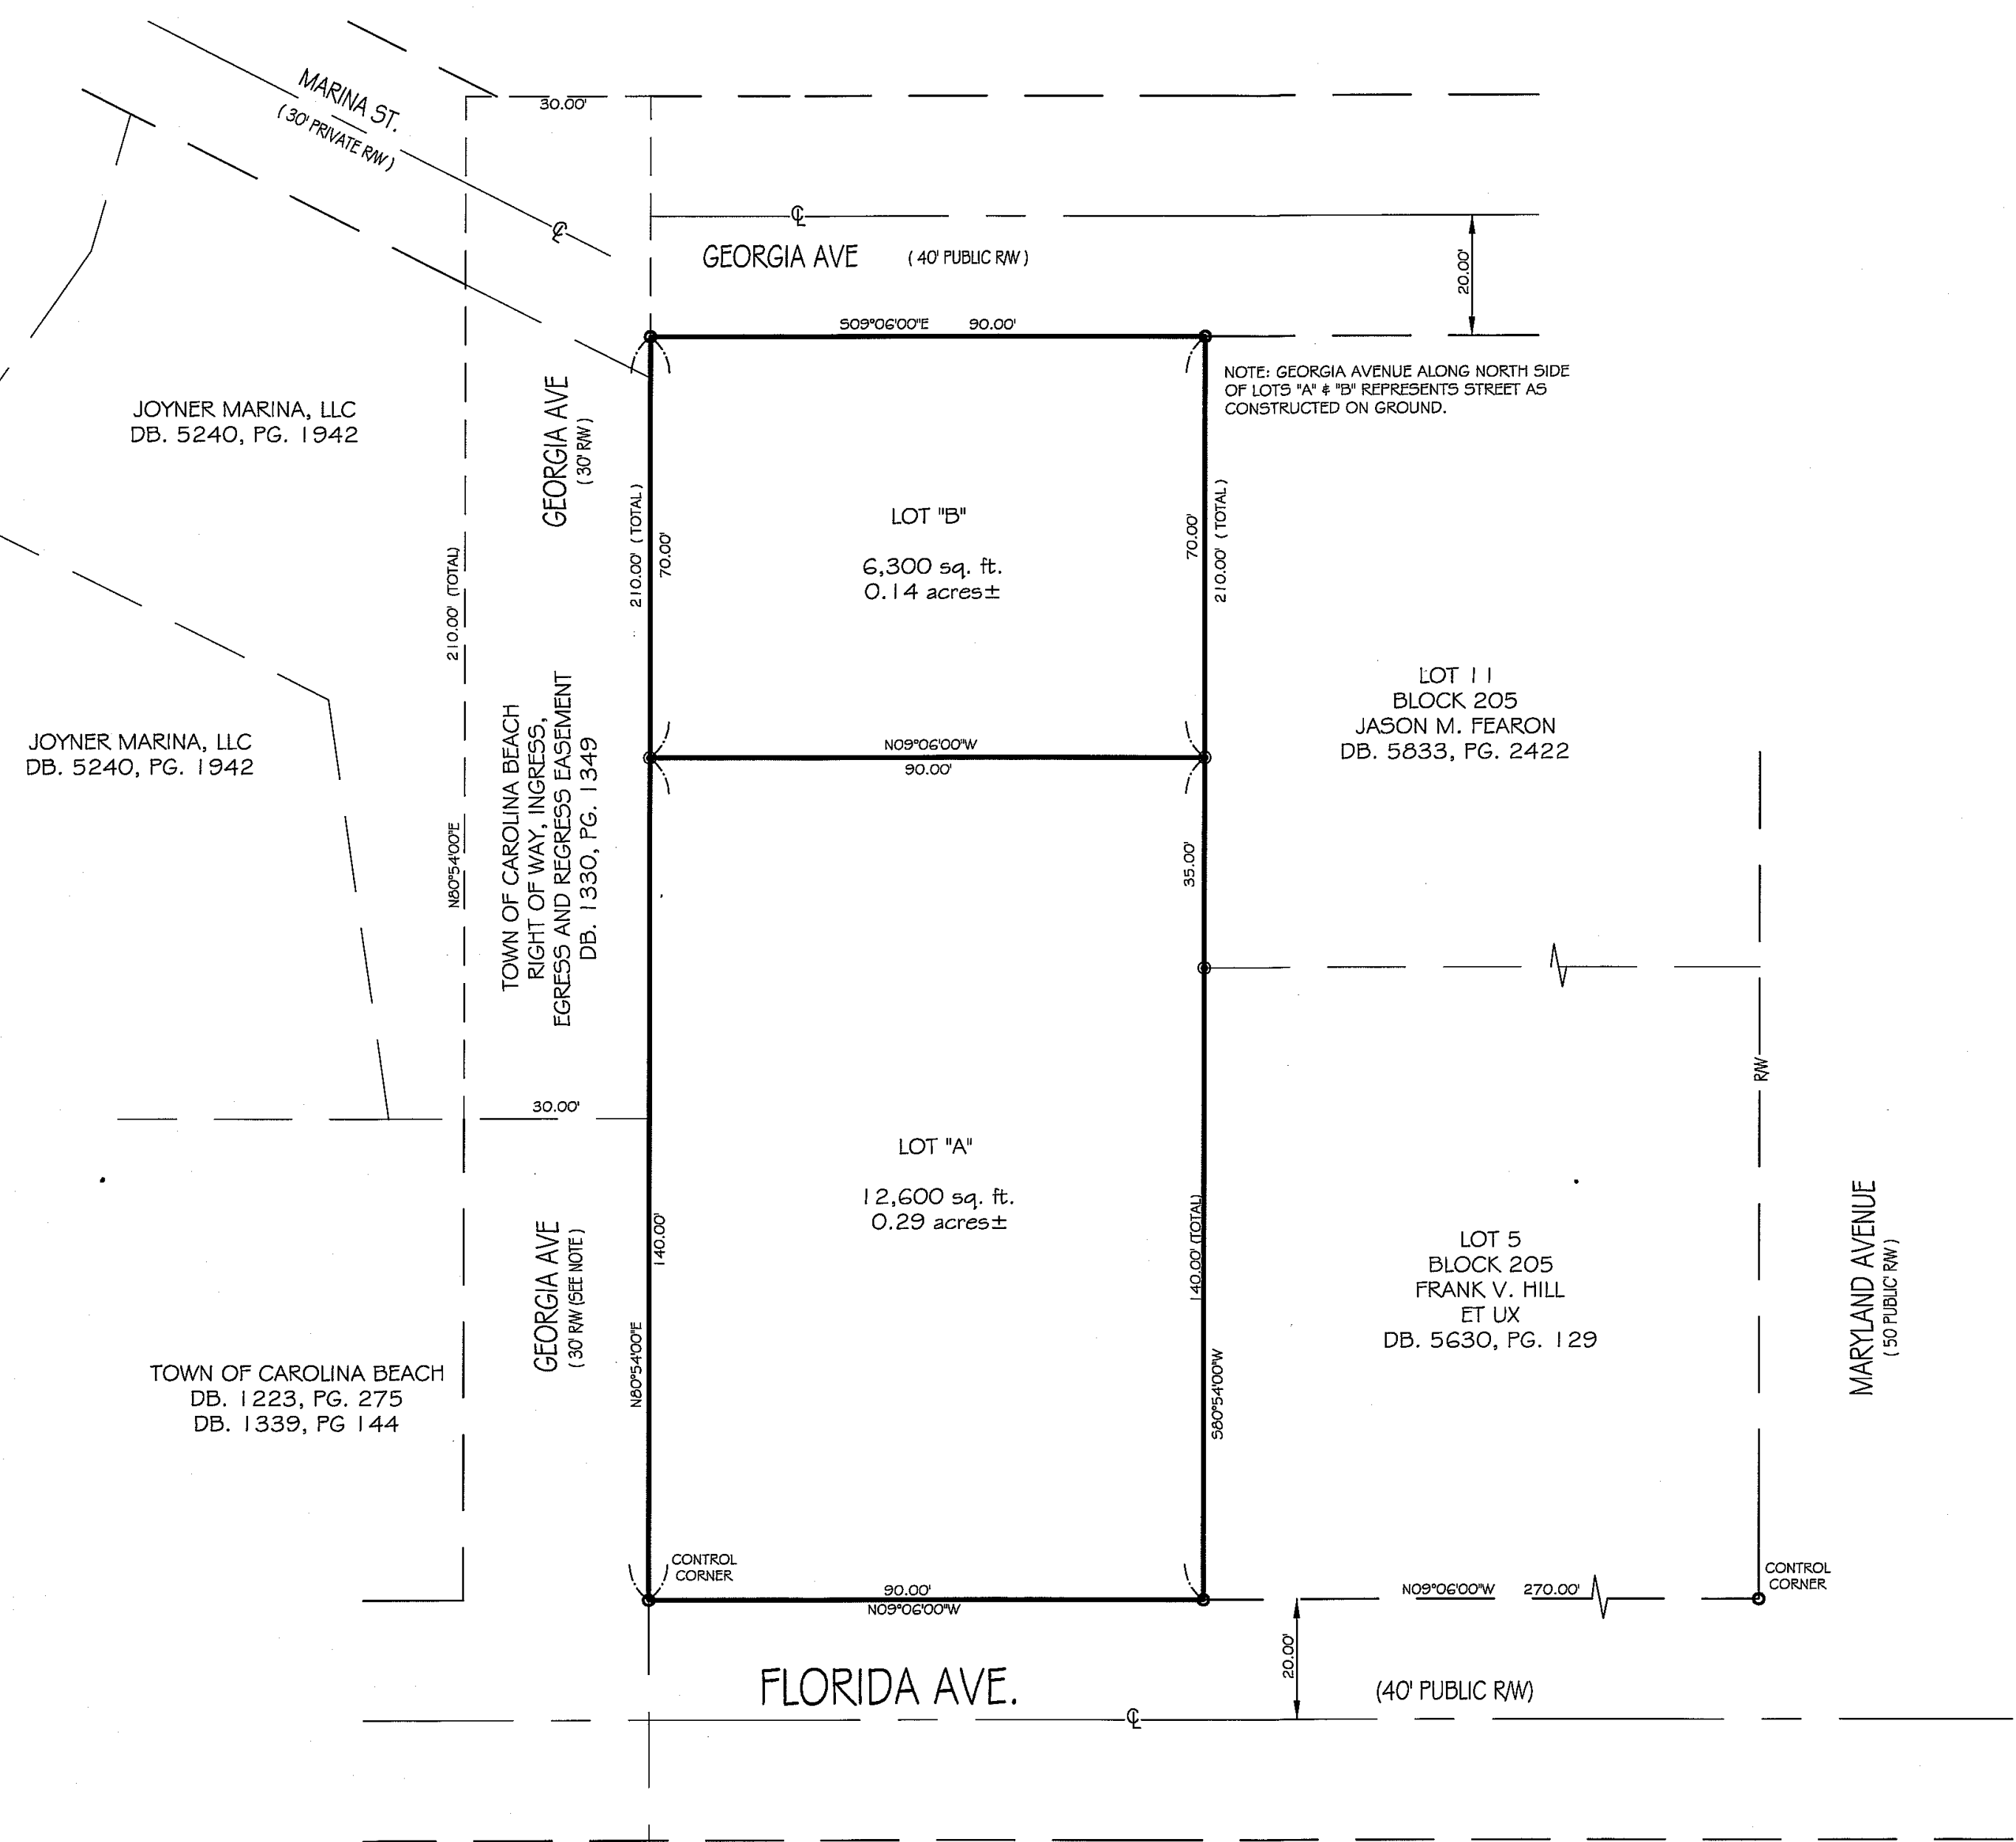 MARINA ST.
( 30' PRIVATE R/W )
30.00'
GEORGIA AVE ( 40' PUBLIC R/W )
20.00'
S09°06'00"E 90.00'
NOTE: GEORGIA AVENUE ALONG NORTH SIDE
OF LOTS "A" & "B" REPRESENTS STREET AS
CONSTRUCTED ON GROUND.
JOYNER MARINA, LLC
DB. 5240, PG. 1942
GEORGIA AVE
( 30' R/W )
210.00' ( TOTAL )
70.00'
LOT "B"
6,300 sq. ft.
0.14 acres±
70.00'
210.00' ( TOTAL )
210.00' (TOTAL)
N80°54'00"E
JOYNER MARINA, LLC
DB. 5240, PG. 1942
TOWN OF CAROLINA BEACH
RIGHT OF WAY, INGRESS,
EGRESS AND REGRESS EASEMENT
DB. 1330, PG. 1349
N09°06'00"W
90.00'
LOT 11
BLOCK 205
JASON M. FEARON
DB. 5833, PG. 2422
35.00'
R/W
30.00'
LOT "A"
12,600 sq. ft.
0.29 acres±
140.00'
N80°54'00"E
140.00' (TOTAL)
S80°54'00"W
GEORGIA AVE
( 30' R/W (SEE NOTE )
LOT 5
BLOCK 205
FRANK V. HILL
ET UX
DB. 5630, PG. 129
MARYLAND AVENUE
( 50 PUBLIC' R/W )
TOWN OF CAROLINA BEACH
DB. 1223, PG. 275
DB. 1339, PG 144
CONTROL
CORNER
90.00'
N09°06'00"W
N09°06'00"W 270.00'
CONTROL
CORNER
20.00'
FLORIDA AVE.
(40' PUBLIC R/W)